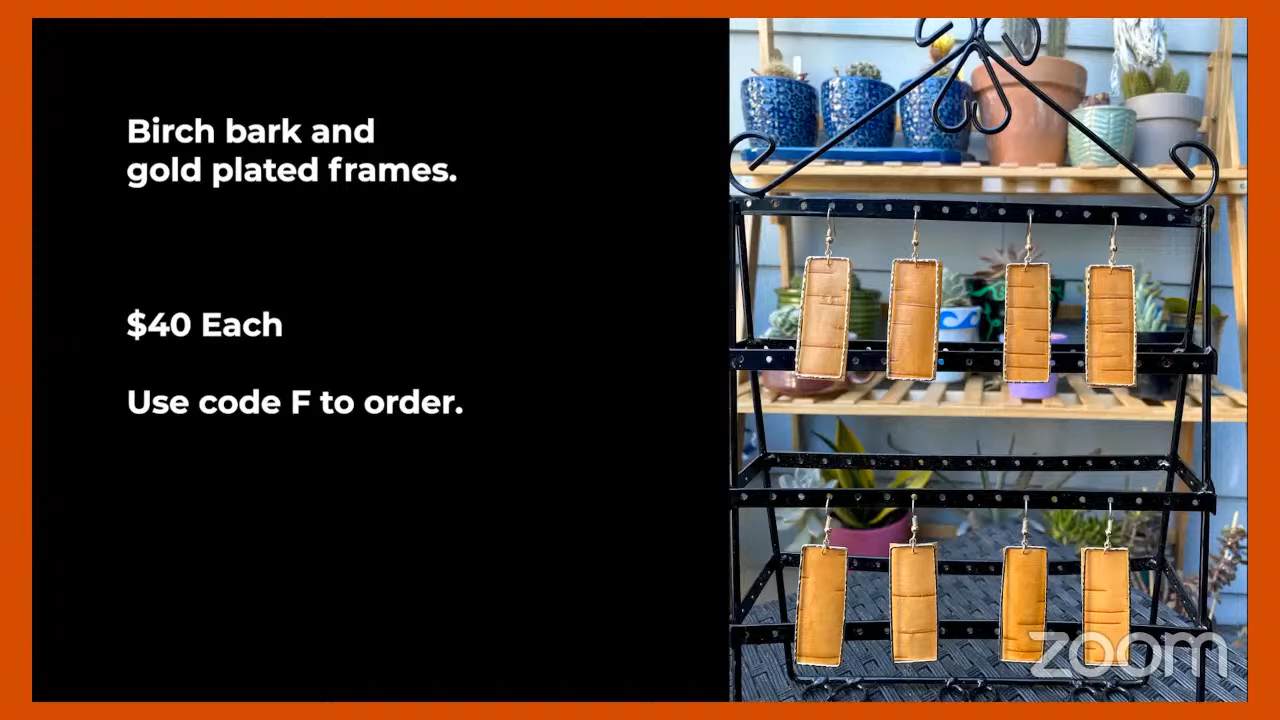 Birch bark and
gold plated frames.
$40 Each
Use code F to order.
zoom